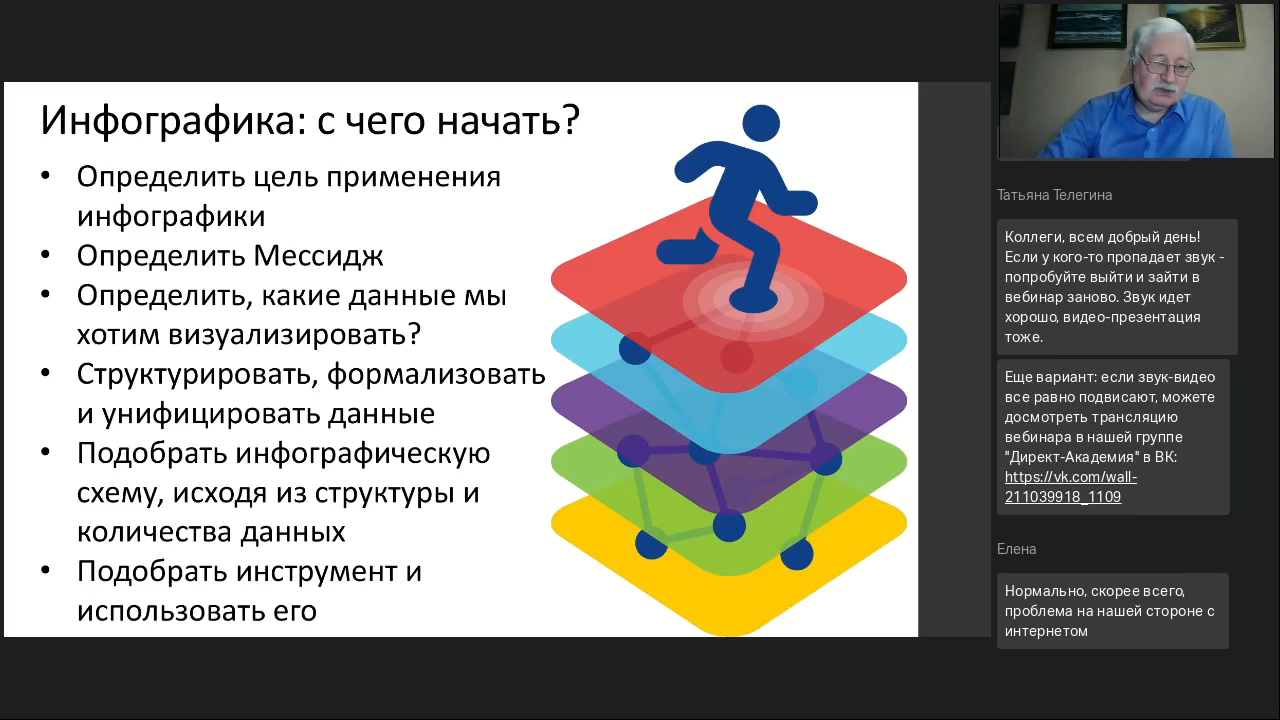 Инфографика: с чего начать?
• Определить цель применения
инфографики
• Определить Мессидж
• Определить, какие данные мы
хотим визуализировать?
• Структурировать, формализовать
и унифицировать данные
• Подобрать инфографическую
схему, исходя из структуры и
количества данных
• Подобрать инструмент и
использовать его
Татьяна Телегина
Коллеги, всем добрый день!
Если у кого-то пропадает звук -
попробуйте выйти и зайти в
вебинар заново. Звук идет
хорошо, видео-презентация
тоже.
Еще вариант: если звук-видео
все равно подвисают, можете
досмотреть трансляцию
вебинара в нашей группе
"Директ-Академия" в ВК:
https://vk.com/wall-
211039918_1109
Елена
Нормально, скорее всего,
проблема на нашей стороне с
интернетом